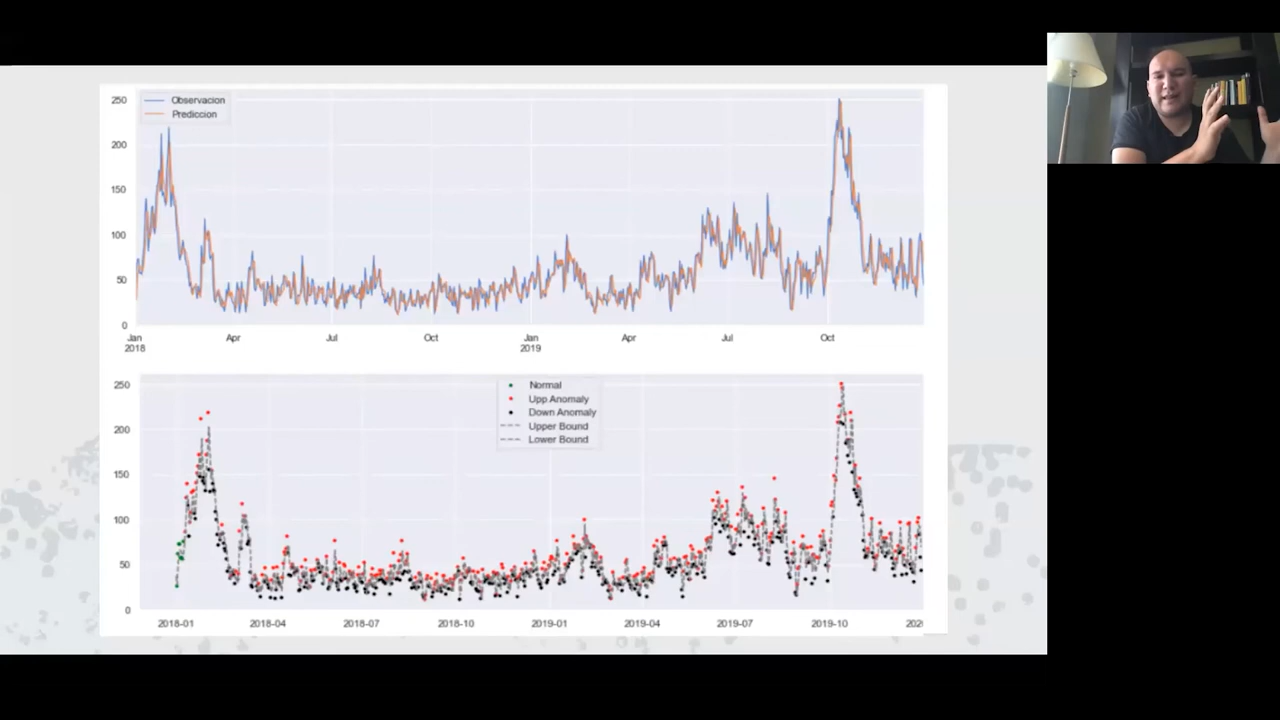 250
Observacion
Prediccion
200
150
100
50
0
Jan Apr Jul Oct Jan Apr Jul Oct
2018 2019
250
Normal
Upp Anomaly
Down Anomaly
200
Upper Bound
Lower Bound
150
100
50
0
2018-01 2018-04 2018-07 2018-10 2019-01 2019-04 2019-07 2019-10 202